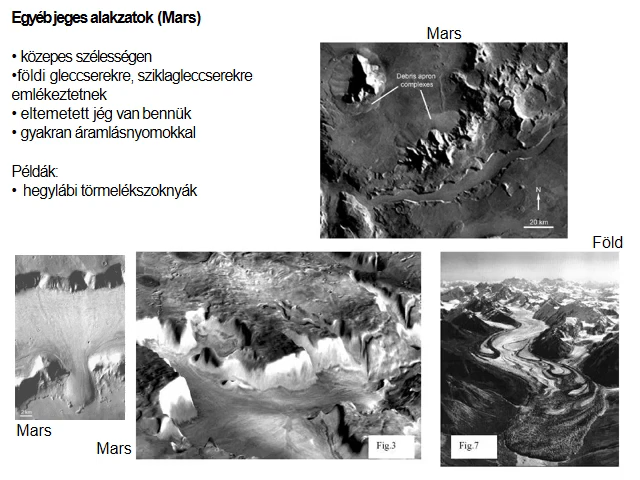 Egyéb jeges alakzatok (Mars)
• közepes szélességen
•földi gleccserekre, sziklagleccserekre
emlékeztetnek
• eltemetett jég van bennük
• gyakran áramlásnyomokkal
Példák:
• hegylábi törmelékszoknyák
Mars
Debris apron
complexes
N
20 km
Föld
Mars
Mars
Fig.3
Fig.7